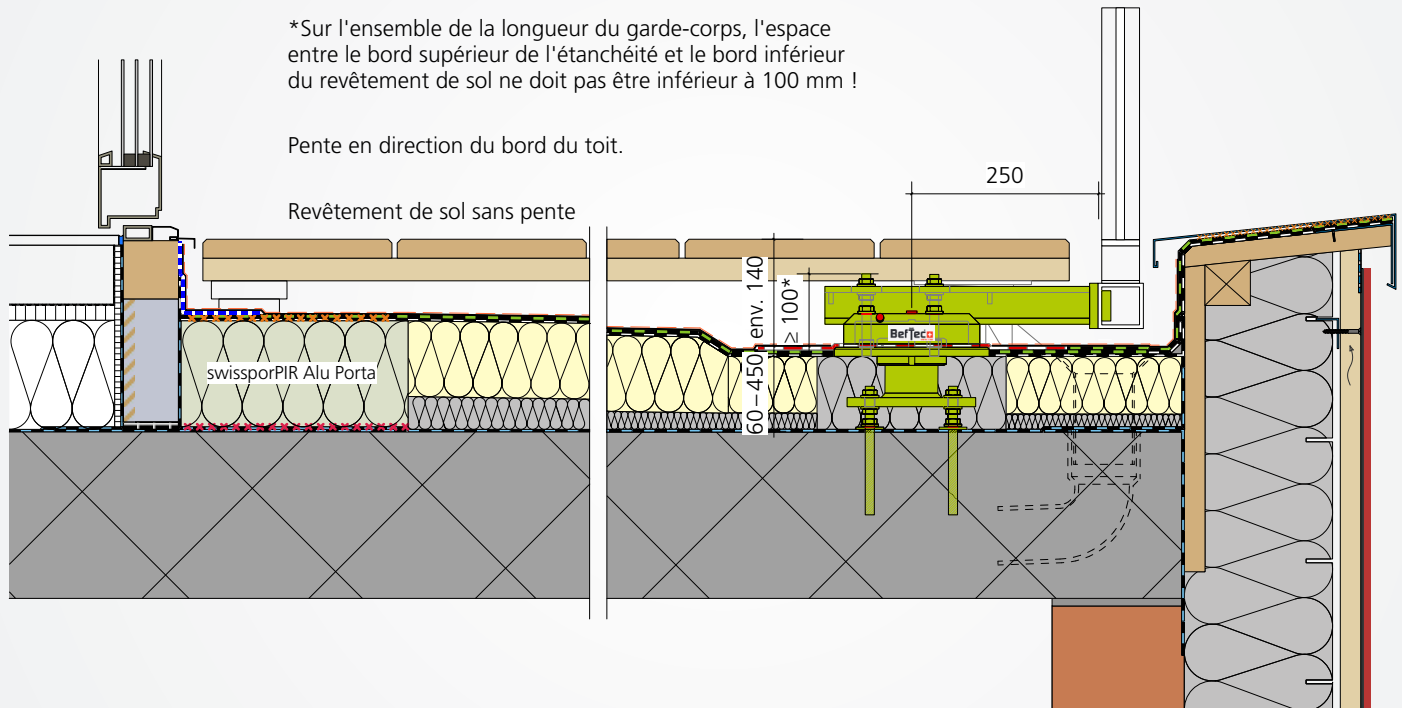 *Sur l'ensemble de la longueur du garde-corps, l'espace
entre le bord supérieur de l'étanchéité et le bord inférieur
du revêtement de sol ne doit pas être inférieur à 100 mm !
Pente en direction du bord du toit.
Revêtement de sol sans pente
250
env. 140
≥ 100*
60–450
BefTec
swissporPIR Alu Porta